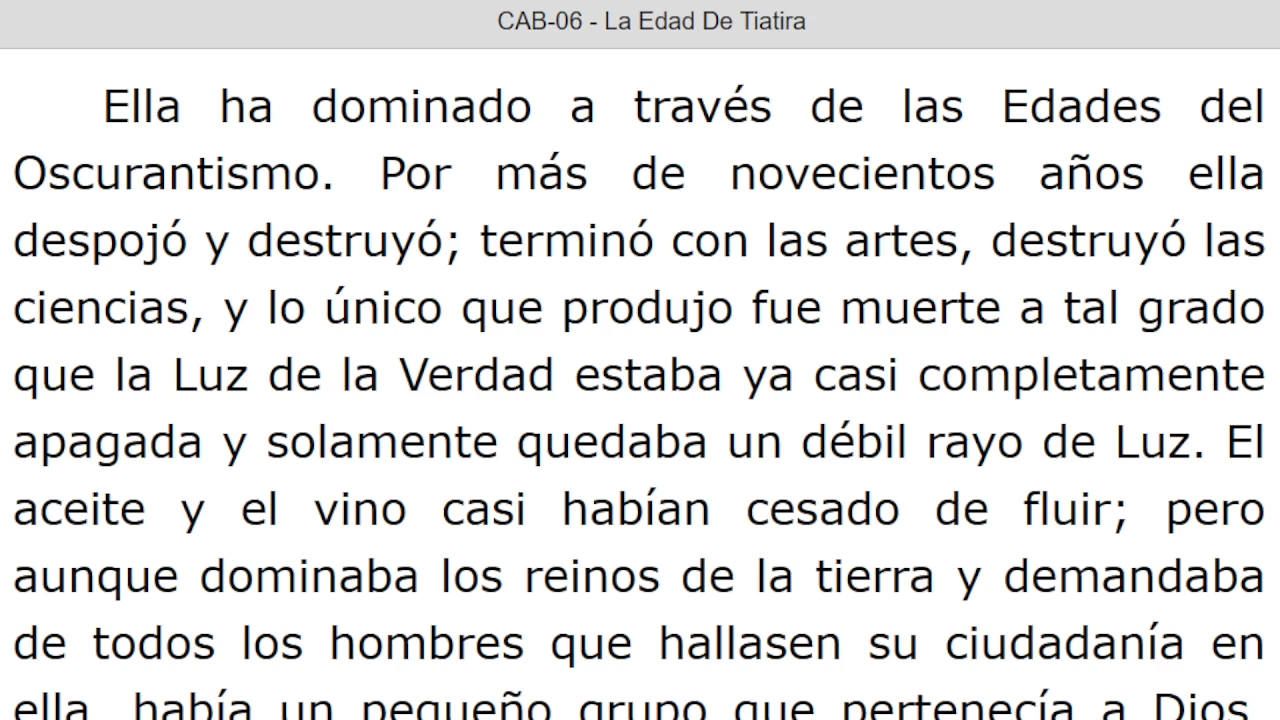 CAB-06 - La Edad De Tiatira
Ella ha dominado a través de las Edades del
Oscurantismo. Por más de novecientos años ella
despojó y destruyó; terminó con las artes, destruyó las
ciencias, y lo único que produjo fue muerte a tal grado
que la Luz de la Verdad estaba ya casi completamente
apagada y solamente quedaba un débil rayo de Luz. El
aceite y el vino casi habían cesado de fluir; pero
aunque dominaba los reinos de la tierra y demandaba
de todos los hombres que hallasen su ciudadanía en
ella, había un pequeño grupo que pertenecía a Dios,